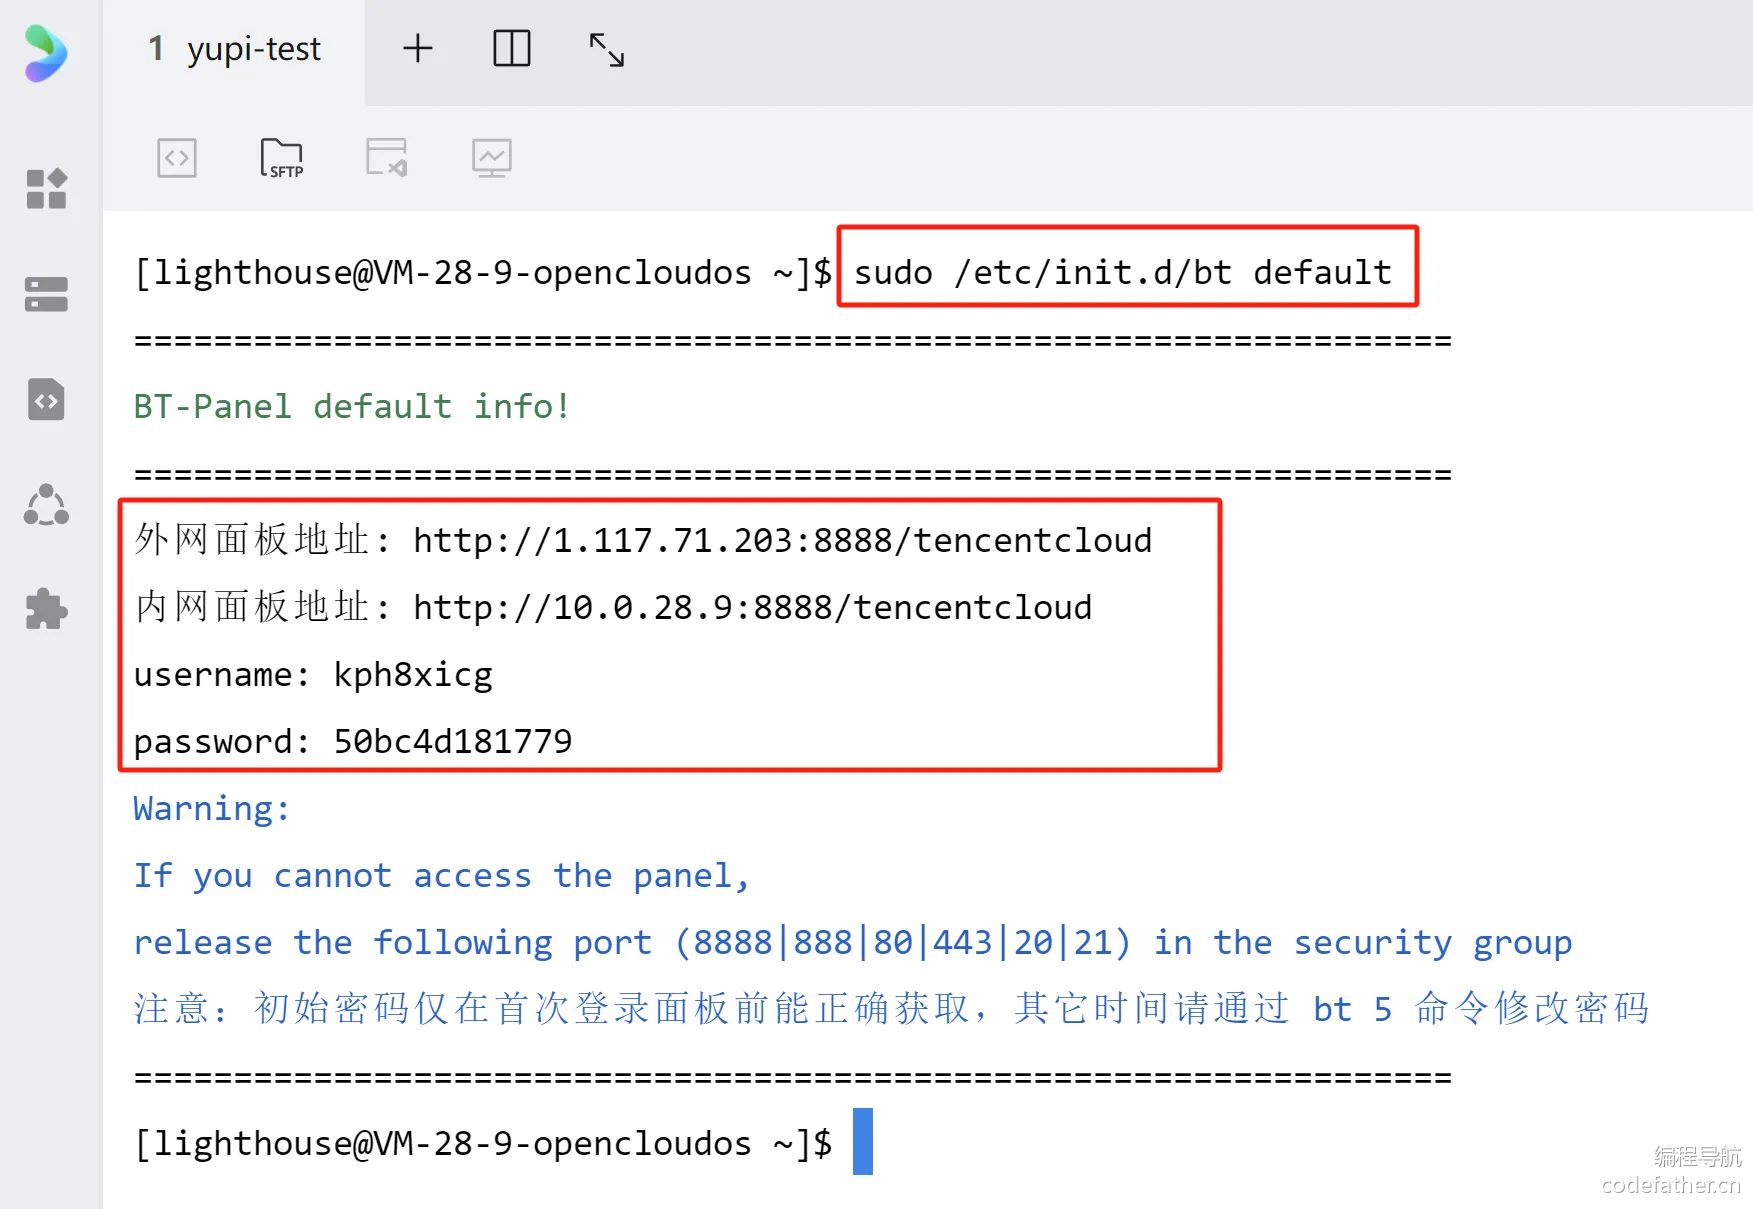 1 yupi-test
SFTP
[lighthouse@VM-28-9-opencloudos ~]$ sudo /etc/init.d/bt default
==================================================================
BT-Panel default info!
==================================================================
外网面板地址: http://1.117.71.203:8888/tencentcloud
内网面板地址: http://10.0.28.9:8888/tencentcloud
username: kph8xicg
password: 50bc4d181779
Warning:
If you cannot access the panel,
release the following port (8888|888|80|443|20|21) in the security group
注意：初始密码仅在首次登录面板前能正确获取，其它时间请通过 bt 5 命令修改密码
==================================================================
[lighthouse@VM-28-9-opencloudos ~]$
编程导航
codefather.cn